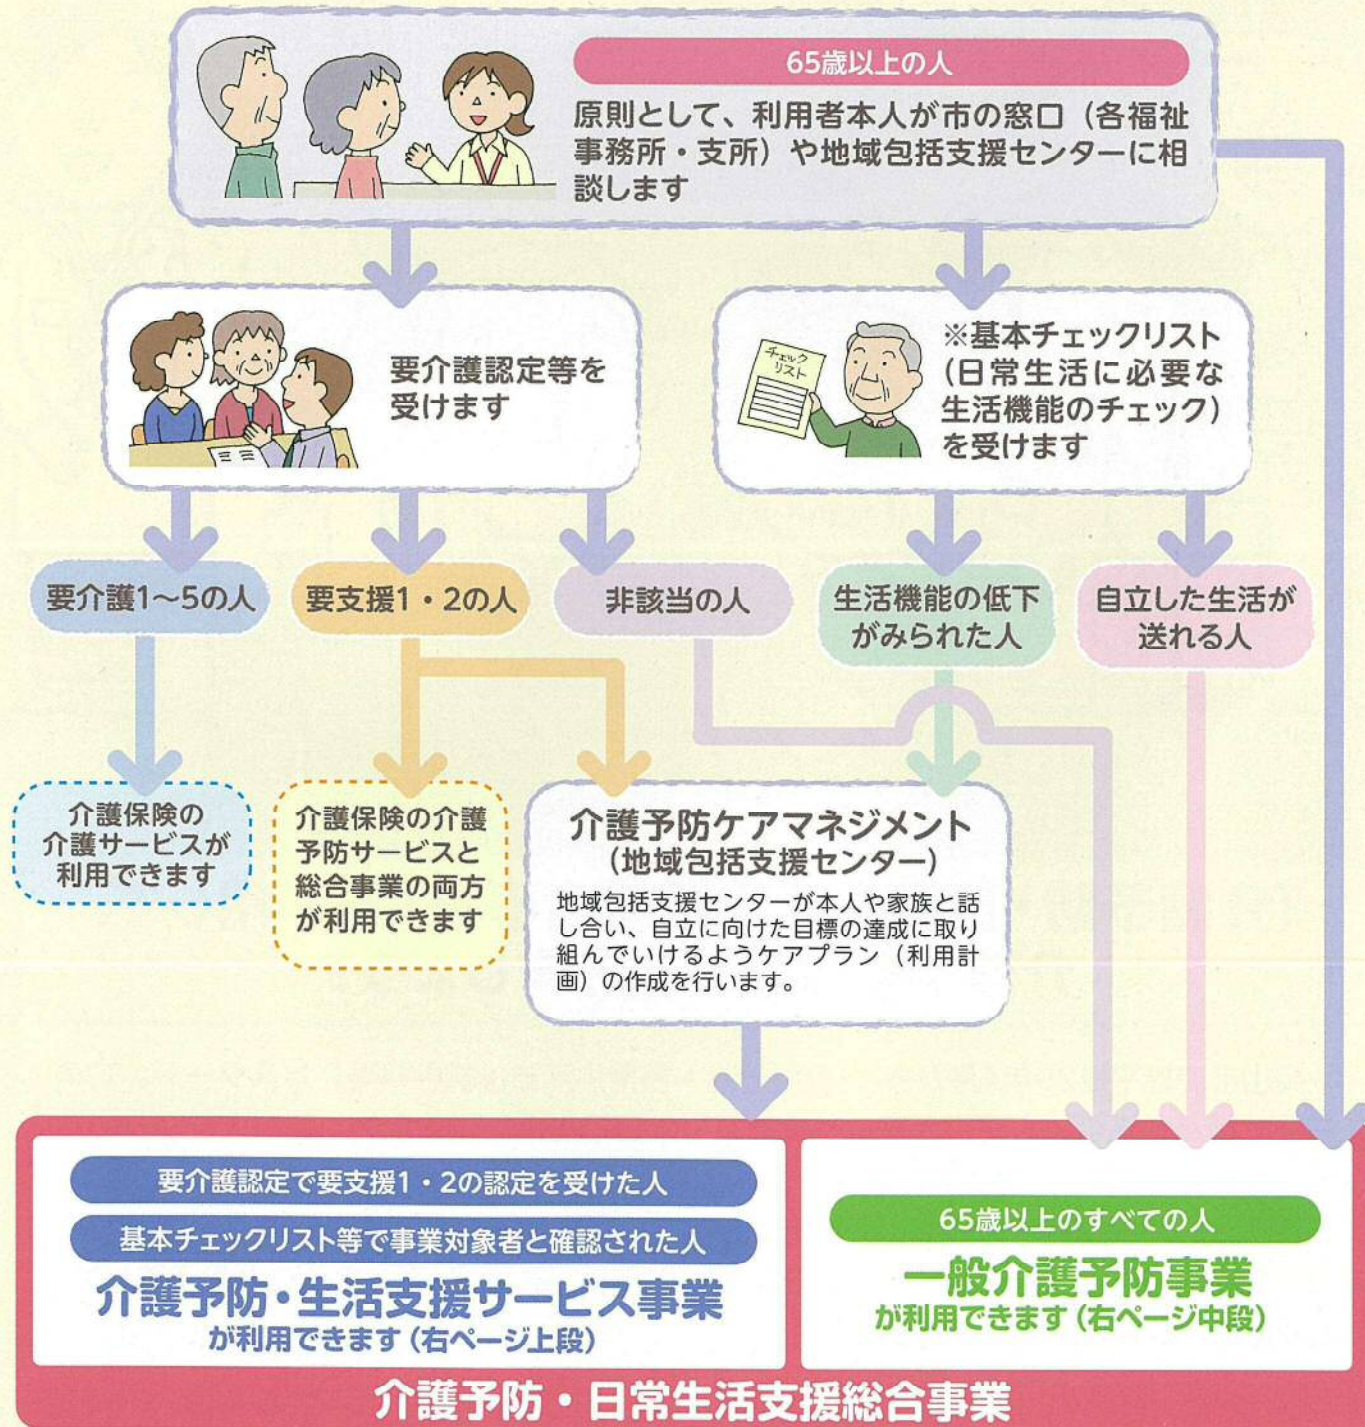 65歳以上の人
原則として、利用者本人が市の窓口（各福祉
事務所・支所）や地域包括支援センターに相
談します
要介護認定等を
受けます
チェック
リスト
※基本チェックリスト
（日常生活に必要な
生活機能のチェック）
を受けます
要介護1～5の人
要支援1・2の人
非該当の人
生活機能の低下
がみられた人
自立した生活が
送れる人
介護保険の
介護サービスが
利用できます
介護保険の介護
予防サービスと
総合事業の両方
が利用できます
介護予防ケアマネジメント
（地域包括支援センター）
地域包括支援センターが本人や家族と話
し合い、自立に向けた目標の達成に取り
組んでいけるようケアプラン（利用計
画）の作成を行います。
要介護認定で要支援1・2の認定を受けた人
基本チェックリスト等で事業対象者と確認された人
介護予防・生活支援サービス事業
が利用できます（右ページ上段）
65歳以上のすべての人
一般介護予防事業
が利用できます（右ページ中段）
介護予防・日常生活支援総合事業